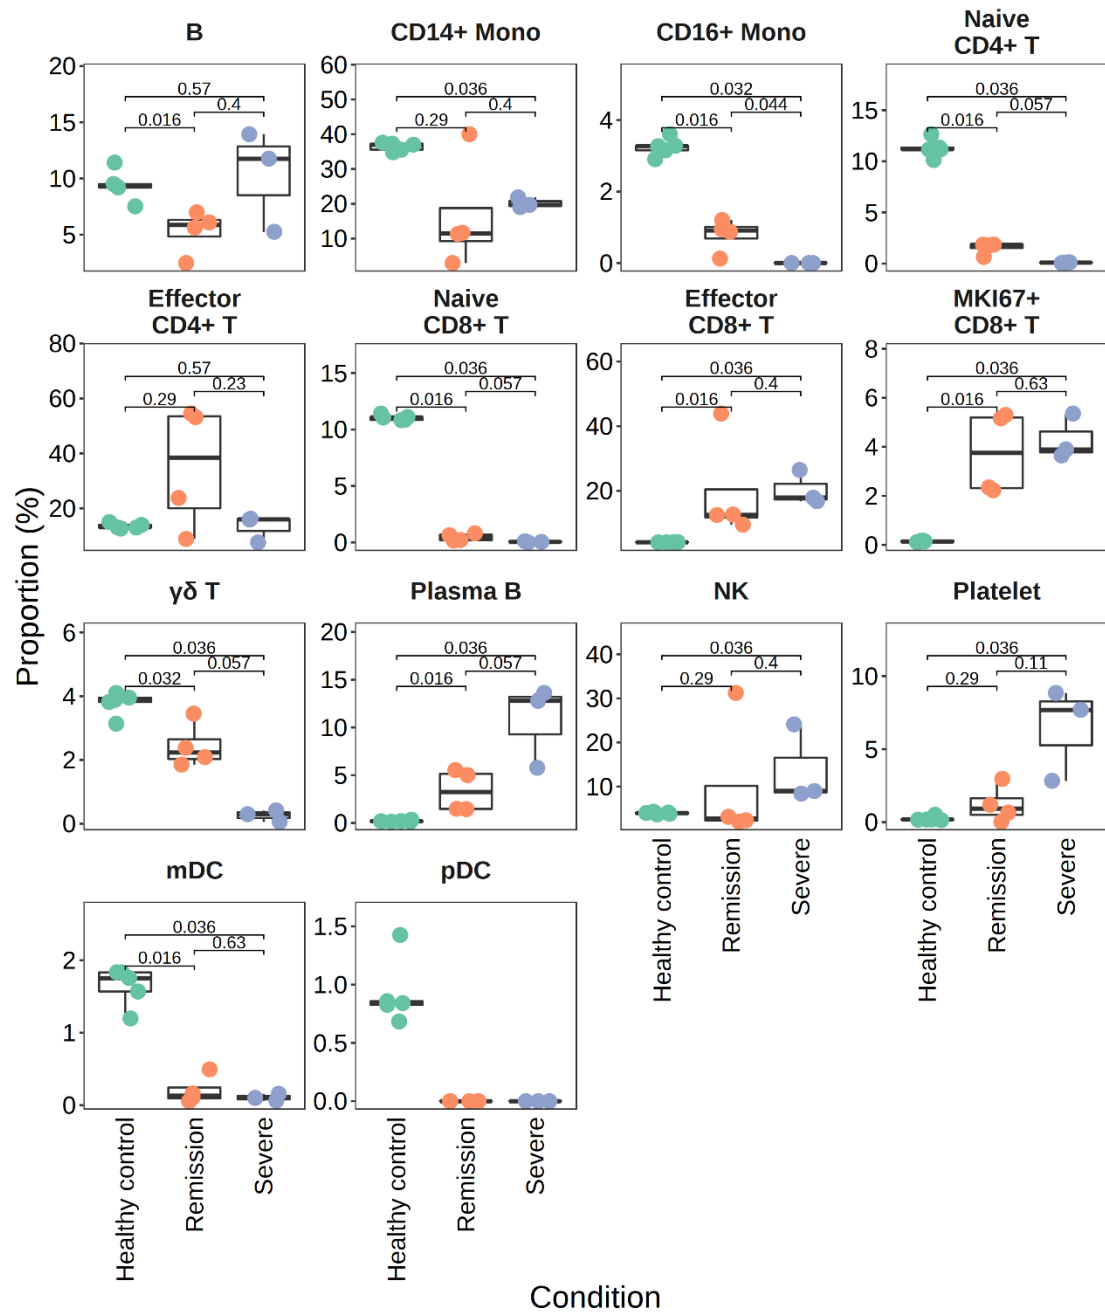 B
CD14+ Mono
CD16+ Mono
Naive
CD4+ T
20
15
10
5
0.57
0.4
0.016
60
50
40
30
20
10
0.036
0.4
0.29
4
2
0
0.032
0.044
0.016
15
10
5
0
0.036
0.057
0.016
Effector
CD4+ T
Naive
CD8+ T
Effector
CD8+ T
MKI67+
CD8+ T
80
60
40
20
0.57
0.23
0.29
15
10
5
0
0.036
0.057
0.016
60
40
20
0.036
0.4
0.016
8
6
4
2
0
0.036
0.63
0.016
γδ T
Plasma B
NK
Platelet
6
4
2
0
0.036
0.057
0.032
20
15
10
5
0
0.036
0.057
0.016
40
30
20
10
0.036
0.4
0.29
10
5
0
0.036
0.11
0.29
mDC
pDC
2
1
0
0.036
0.63
0.016
1.5
1.0
0.5
0.0
Healthy control
Remission
Severe
Healthy control
Remission
Severe
Healthy control
Remission
Severe
Healthy control
Remission
Severe
Proportion (%)
Condition